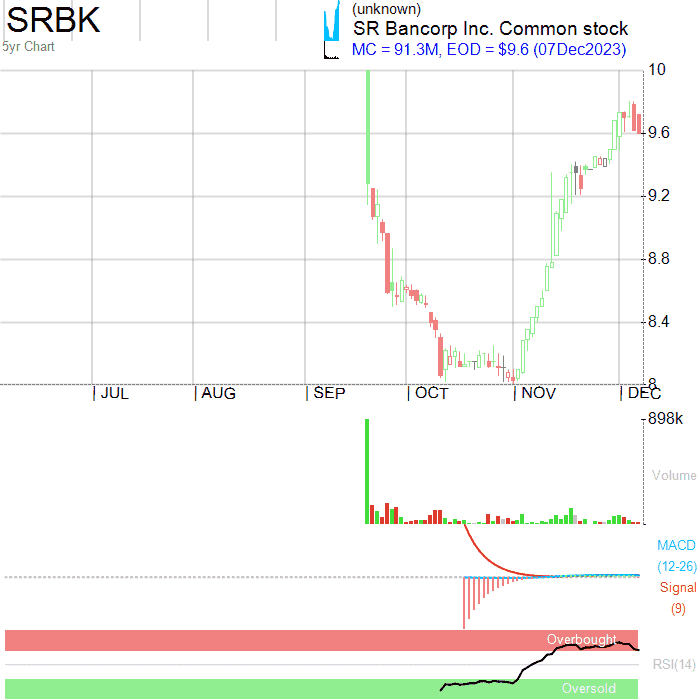 SRBK
(unknown)
SR Bancorp Inc. Common stock
5yr Chart
MC = 91.3M, EOD = $9.6 (07Dec2023)
10
9.6
9.2
8.8
8.4
8
JUL AUG SEP OCT NOV DEC
898k
Volume
MACD
(12-26)
Signal
(9)
Overbought
RSI(14)
Oversold